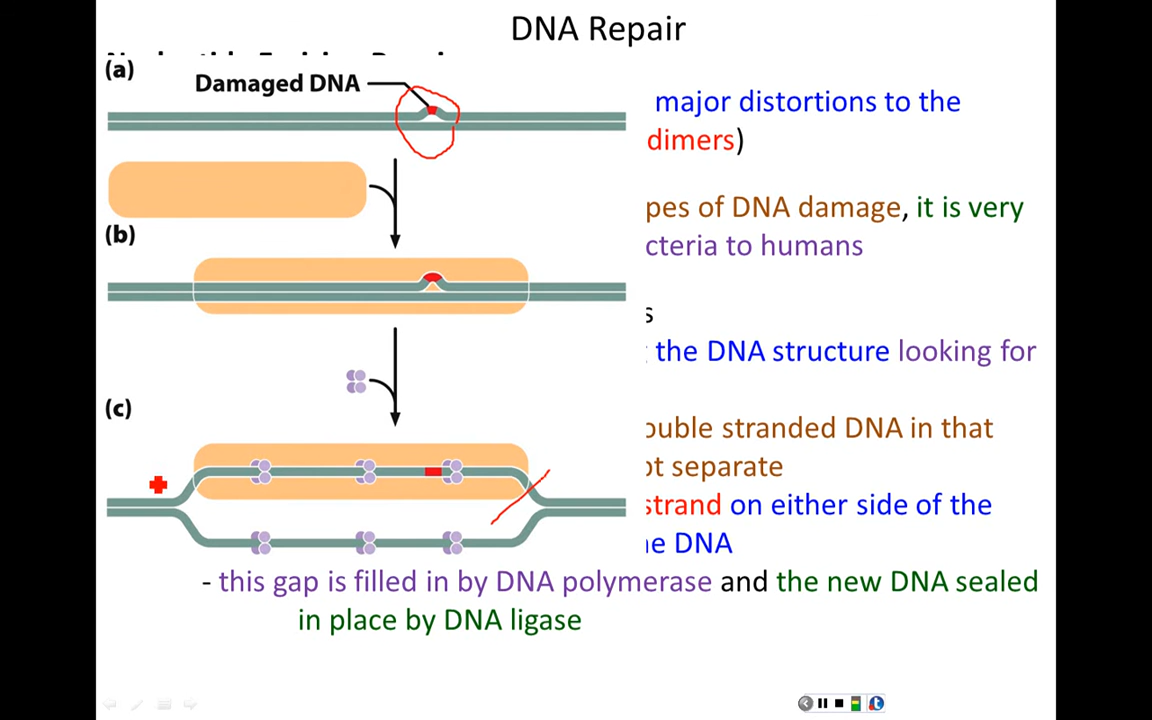 DNA Repair
(a)
Damaged DNA
major distortions to the
dimers)
pes of DNA damage, it is very
cteria to humans
(b)
s
the DNA structure looking for
(c)
ouble stranded DNA in that
ot separate
strand on either side of the
e DNA
- this gap is filled in by DNA polymerase and the new DNA sealed
in place by DNA ligase